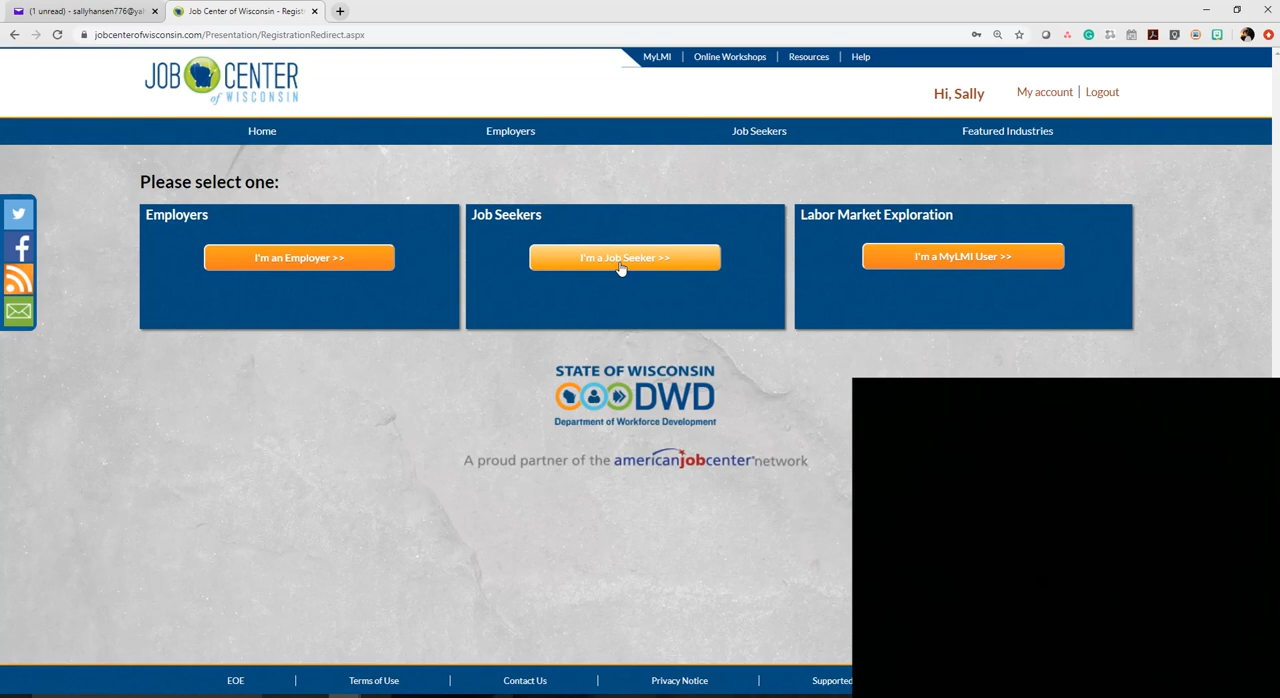 (1 unread) - sallyhansen776@ya
Job Center of Wisconsin - Regist
jobcenterofwisconsin.com/Presentation/RegistrationRedirect.aspx
MyLMI | Online Workshops | Resources | Help
JOB CENTER
of WISCONSIN
Hi, Sally My account | Logout
Home Employers Job Seekers Featured Industries
Please select one:
Employers Job Seekers Labor Market Exploration
I'm an Employer >> I'm a Job Seeker >> I'm a MyLMI User >>
STATE OF WISCONSIN
DWD
Department of Workforce Development
A proud partner of the americanjobcenter network
EOE | Terms of Use | Contact Us | Privacy Notice | Supported